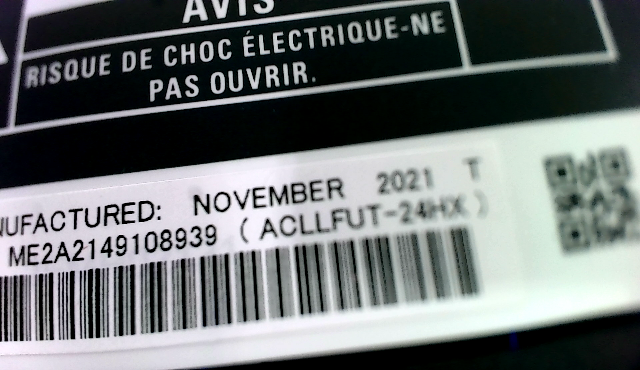 AVIS
RISQUE DE CHOC ÉLECTRIQUE-NE
PAS OUVRIR.
NUFACTURED: NOVEMBER 2021 T
ME2A2149108939 ( ACLLFUT-24HX )